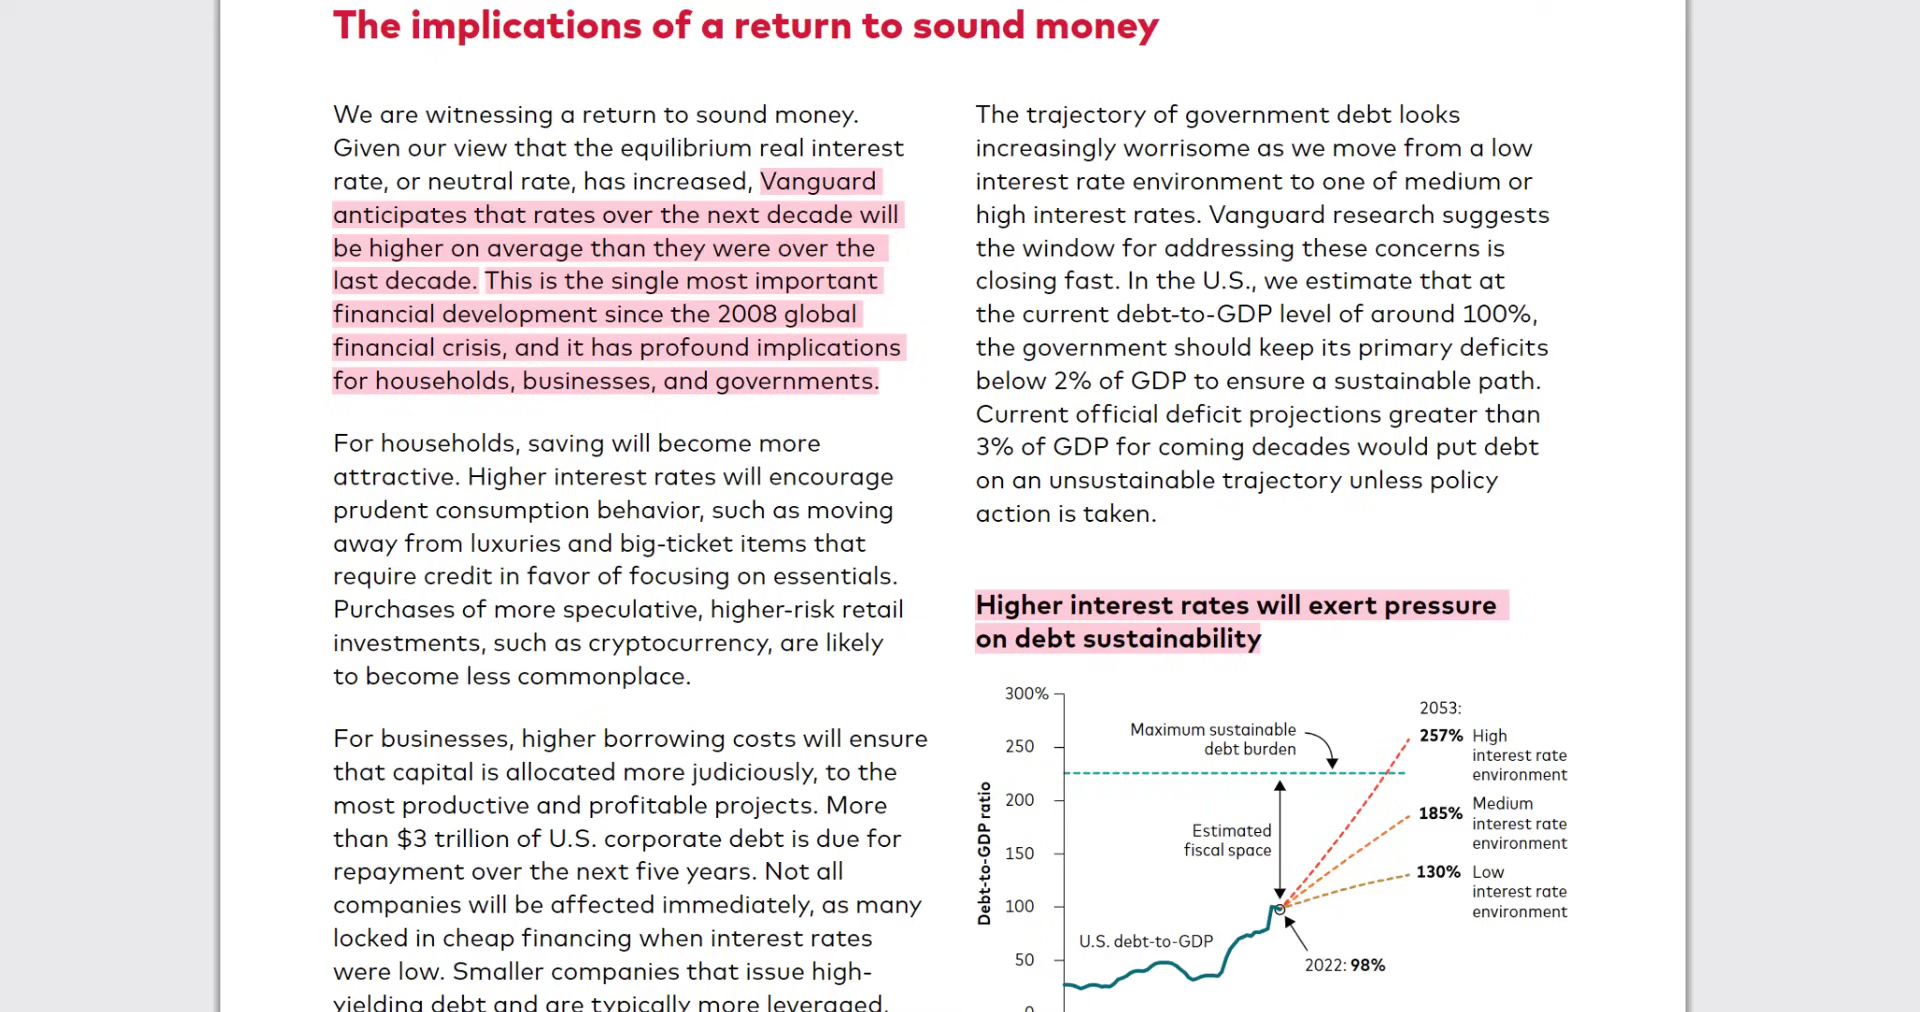 The implications of a return to sound money
We are witnessing a return to sound money.
Given our view that the equilibrium real interest
rate, or neutral rate, has increased, Vanguard
anticipates that rates over the next decade will
be higher on average than they were over the
last decade. This is the single most important
financial development since the 2008 global
financial crisis, and it has profound implications
for households, businesses, and governments.
For households, saving will become more
attractive. Higher interest rates will encourage
prudent consumption behavior, such as moving
away from luxuries and big-ticket items that
require credit in favor of focusing on essentials.
Purchases of more speculative, higher-risk retail
investments, such as cryptocurrency, are likely
to become less commonplace.
For businesses, higher borrowing costs will ensure
that capital is allocated more judiciously, to the
most productive and profitable projects. More
than $3 trillion of U.S. corporate debt is due for
repayment over the next five years. Not all
companies will be affected immediately, as many
locked in cheap financing when interest rates
were low. Smaller companies that issue high-
yielding debt and are typically more leveraged,
The trajectory of government debt looks
increasingly worrisome as we move from a low
interest rate environment to one of medium or
high interest rates. Vanguard research suggests
the window for addressing these concerns is
closing fast. In the U.S., we estimate that at
the current debt-to-GDP level of around 100%,
the government should keep its primary deficits
below 2% of GDP to ensure a sustainable path.
Current official deficit projections greater than
3% of GDP for coming decades would put debt
on an unsustainable trajectory unless policy
action is taken.
Higher interest rates will exert pressure
on debt sustainability
Debt-to-GDP ratio
300%
250
200
150
100
50
0
Maximum sustainable
debt burden
Estimated
fiscal space
U.S. debt-to-GDP
2022: 98%
2053:
257% High
interest rate
environment
185% Medium
interest rate
environment
130% Low
interest rate
environment